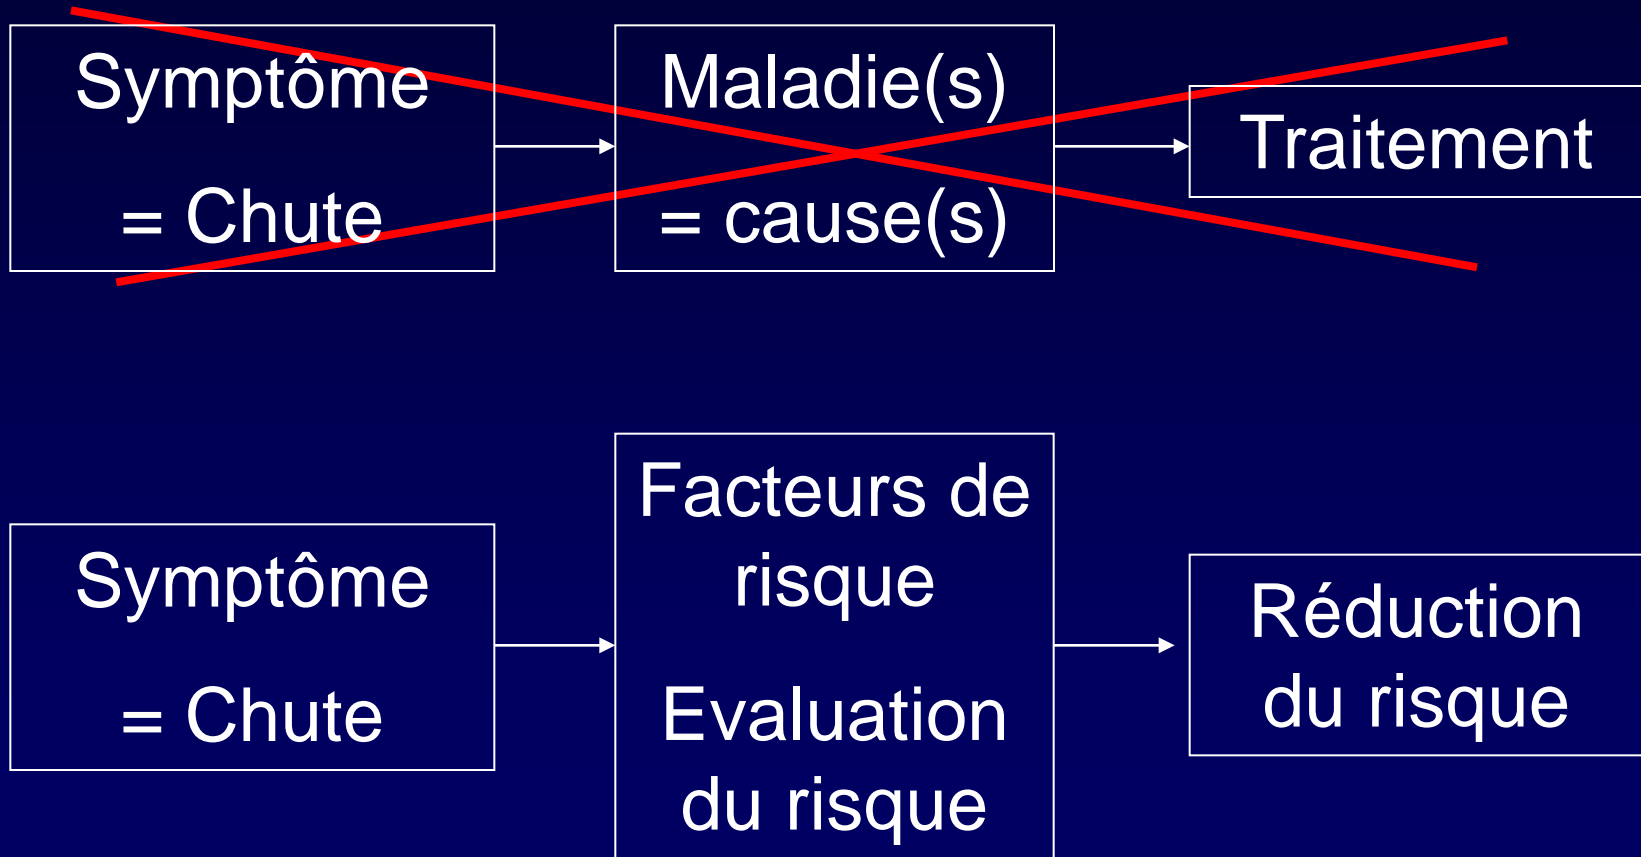 Symptôme
= Chute
Maladie(s)
= cause(s)
Traitement
Symptôme
= Chute
Facteurs de
risque
Evaluation
du risque
Réduction
du risque